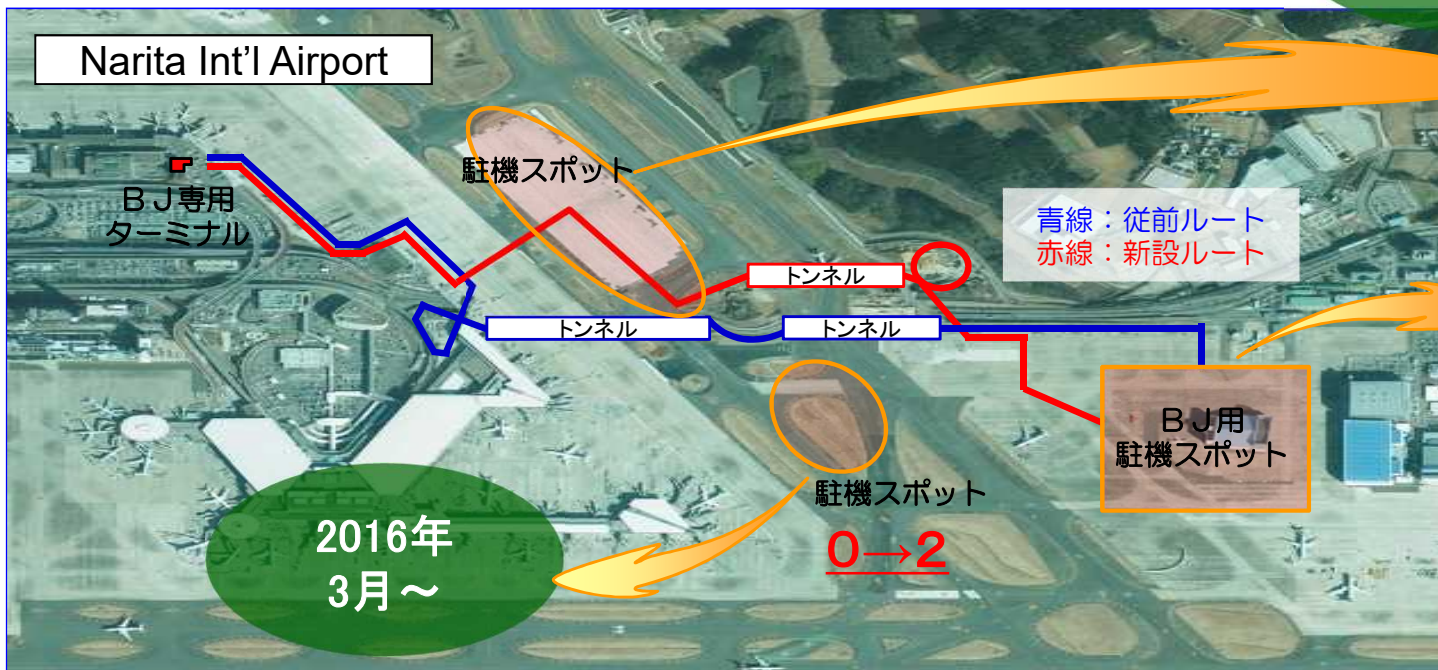 Narita Int'l Airport
駐機スポット
ＢＪ専用
ターミナル
青線：従前ルート
赤線：新設ルート
トンネル
トンネル
トンネル
ＢＪ用
駐機スポット
駐機スポット
０→２
2016年
3月～